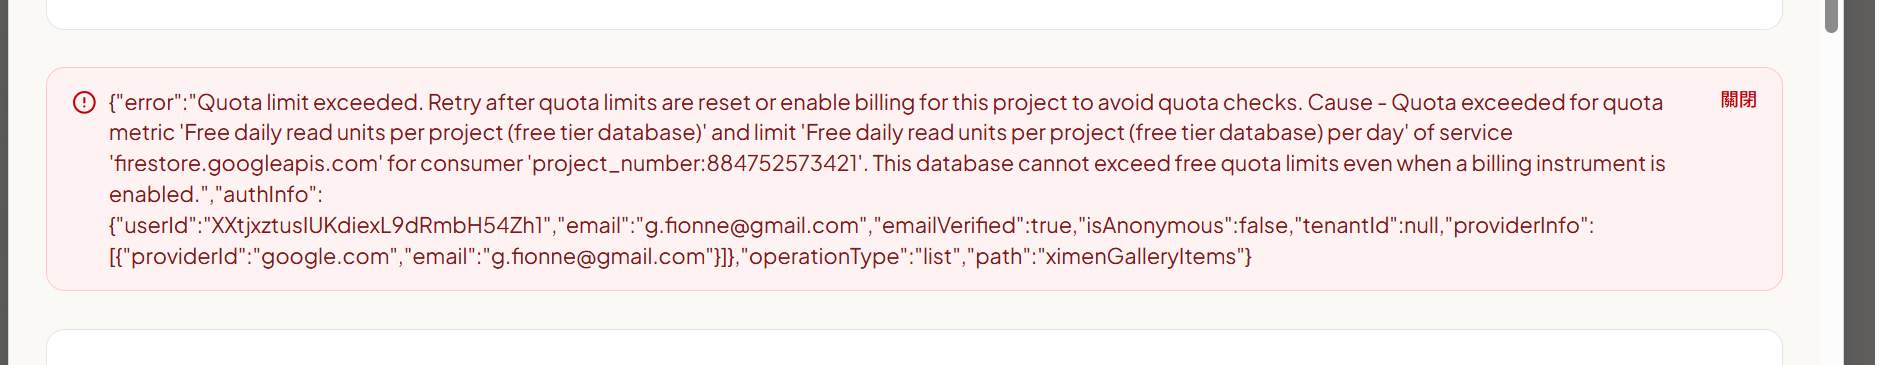 {"error":"Quota limit exceeded. Retry after quota limits are reset or enable billing for this project to avoid quota checks. Cause - Quota exceeded for quota
關閉
metric 'Free daily read units per project (free tier database)' and limit 'Free daily read units per project (free tier database) per day' of service
'firestore.googleapis.com' for consumer 'project_number:884752573421'. This database cannot exceed free quota limits even when a billing instrument is
enabled.","authInfo":
{"userId":"XXtjxztuslUKdiexL9dRmbH54Zh1","email":"g.fionne@gmail.com","emailVerified":true,"isAnonymous":false,"tenantId":null,"providerInfo":
[{"providerId":"google.com","email":"g.fionne@gmail.com"}]},"operationType":"list","path":"ximenGalleryItems"}